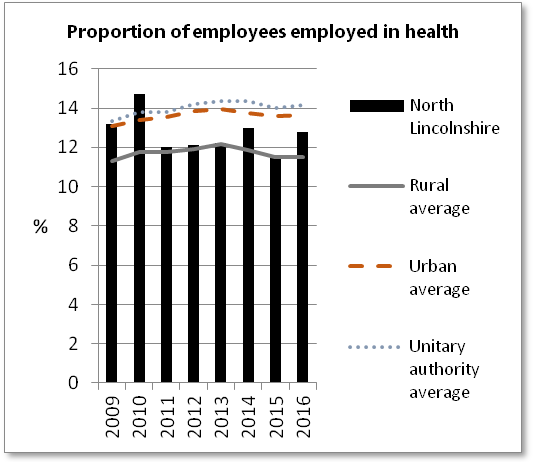 Proportion of employees employed in health
16
14
12
10
8
6
4
2
0
%
2009
2010
2011
2012
2013
2014
2015
2016
North
Lincolnshire
Rural
average
Urban
average
Unitary
authority
average